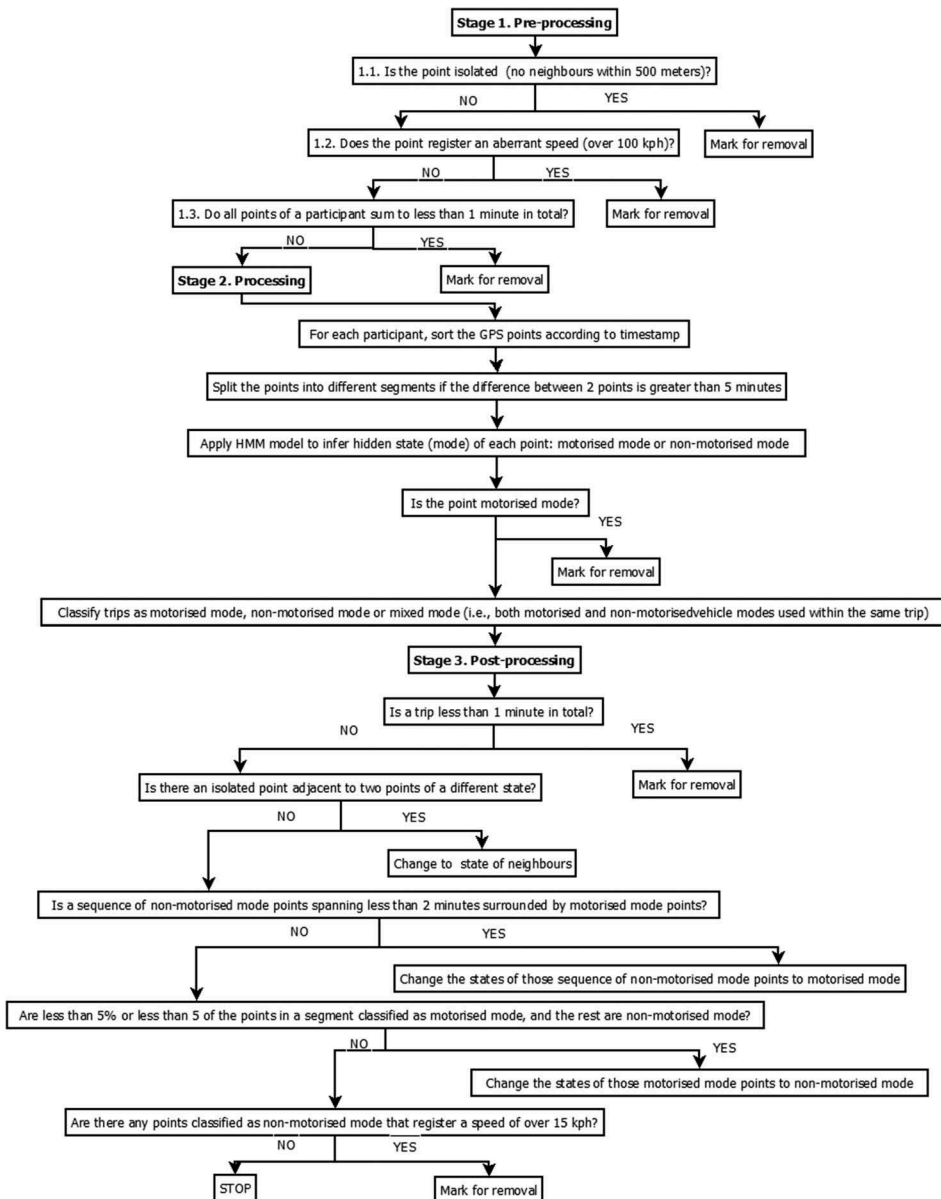 Stage 1. Pre-processing
1.1. Is the point isolated (no neighbours within 500 meters)?
NO
YES
1.2. Does the point register an aberrant speed (over 100 kph)?
Mark for removal
NO
YES
1.3. Do all points of a participant sum to less than 1 minute in total?
Mark for removal
NO
YES
Stage 2. Processing
Mark for removal
For each participant, sort the GPS points according to timestamp
Split the points into different segments if the difference between 2 points is greater than 5 minutes
Apply HMM model to infer hidden state (mode) of each point: motorised mode or non-motorised mode
Is the point motorised mode?
YES
Mark for removal
Classify trips as motorised mode, non-motorised mode or mixed mode (i.e., both motorised and non-motorisedvehicle modes used within the same trip)
Stage 3. Post-processing
Is a trip less than 1 minute in total?
NO
YES
Is there an isolated point adjacent to two points of a different state?
Mark for removal
NO
YES
Change to state of neighbours
Is a sequence of non-motorised mode points spanning less than 2 minutes surrounded by motorised mode points?
NO
YES
Change the states of those sequence of non-motorised mode points to motorised mode
Are less than 5% or less than 5 of the points in a segment classified as motorised mode, and the rest are non-motorised mode?
NO
YES
Change the states of those motorised mode points to non-motorised mode
Are there any points classified as non-motorised mode that register a speed of over 15 kph?
NO
YES
STOP
Mark for removal